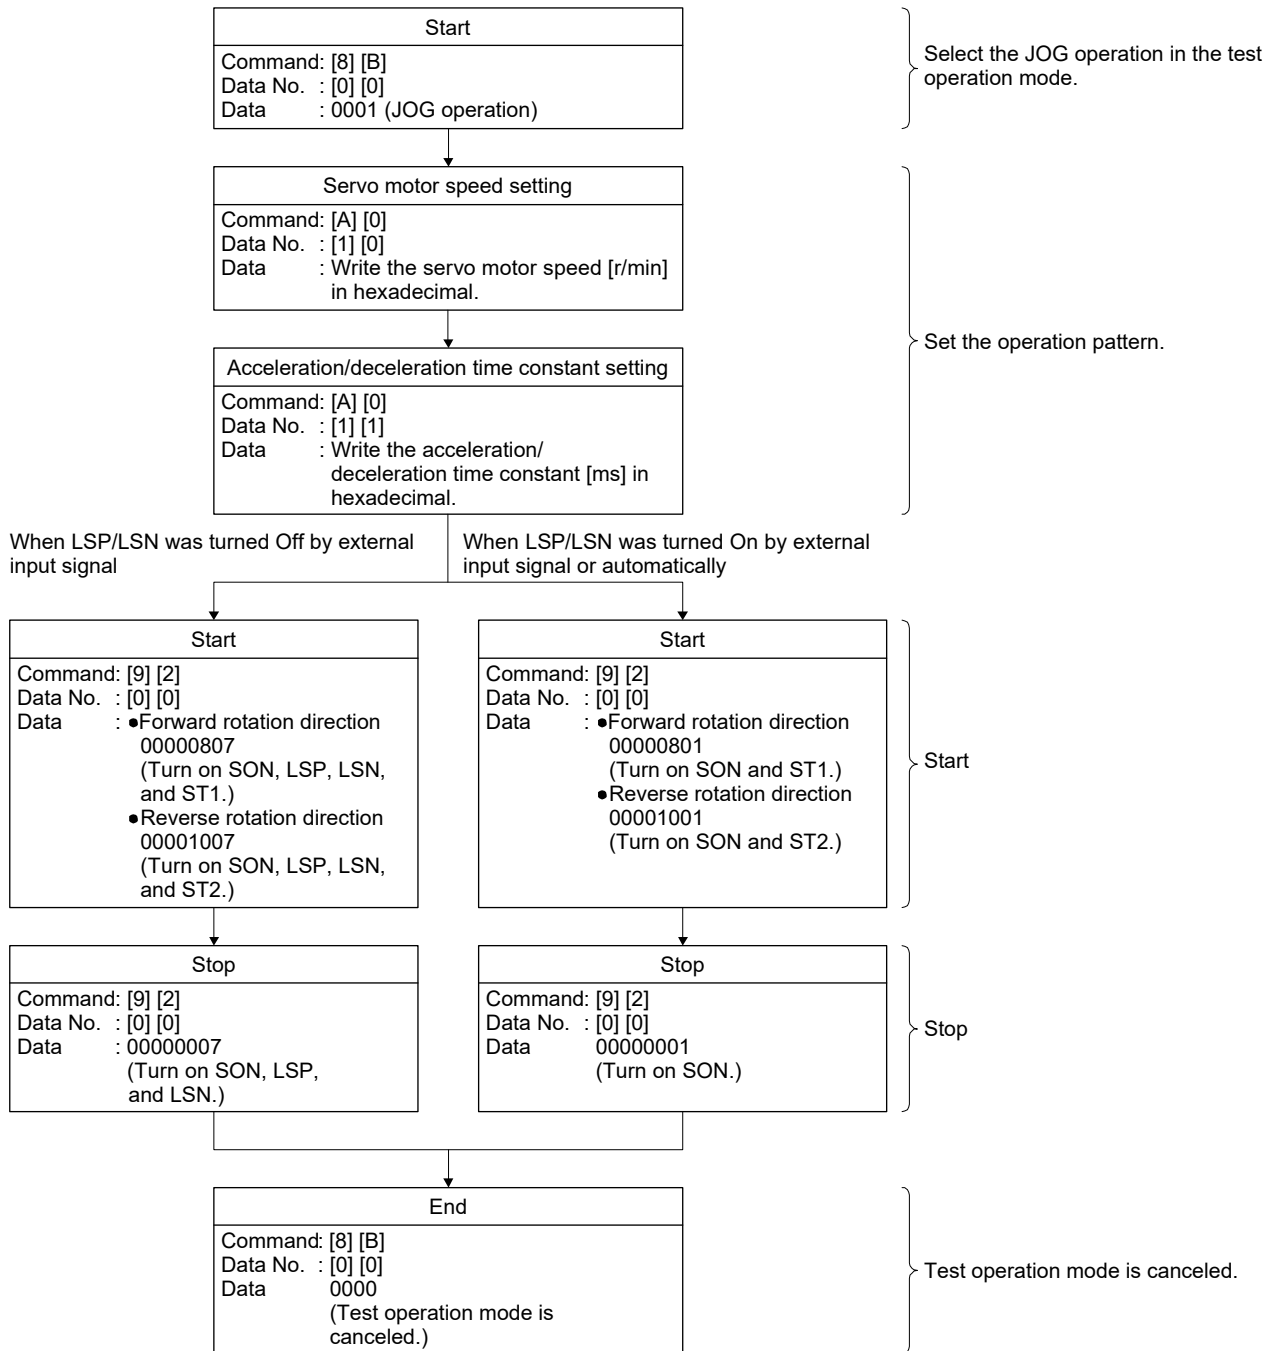 Start
Command: [8] [B]
Data No. : [0] [0]
Data : 0001 (JOG operation)
Select the JOG operation in the test
operation mode.
Servo motor speed setting
Command: [A] [0]
Data No. : [1] [0]
Data : Write the servo motor speed [r/min]
in hexadecimal.
Acceleration/deceleration time constant setting
Command: [A] [0]
Data No. : [1] [1]
Data : Write the acceleration/
deceleration time constant [ms] in
hexadecimal.
Set the operation pattern.
When LSP/LSN was turned Off by external
input signal
When LSP/LSN was turned On by external
input signal or automatically
Start
Command: [9] [2]
Data No. : [0] [0]
Data : ●Forward rotation direction
00000807
(Turn on SON, LSP, LSN,
and ST1.)
●Reverse rotation direction
00001007
(Turn on SON, LSP, LSN,
and ST2.)
Start
Command: [9] [2]
Data No. : [0] [0]
Data : ●Forward rotation direction
00000801
(Turn on SON and ST1.)
●Reverse rotation direction
00001001
(Turn on SON and ST2.)
Start
Stop
Command: [9] [2]
Data No. : [0] [0]
Data : 00000007
(Turn on SON, LSP,
and LSN.)
Stop
Command: [9] [2]
Data No. : [0] [0]
Data 00000001
(Turn on SON.)
Stop
End
Command: [8] [B]
Data No. : [0] [0]
Data 0000
(Test operation mode is
canceled.)
Test operation mode is canceled.